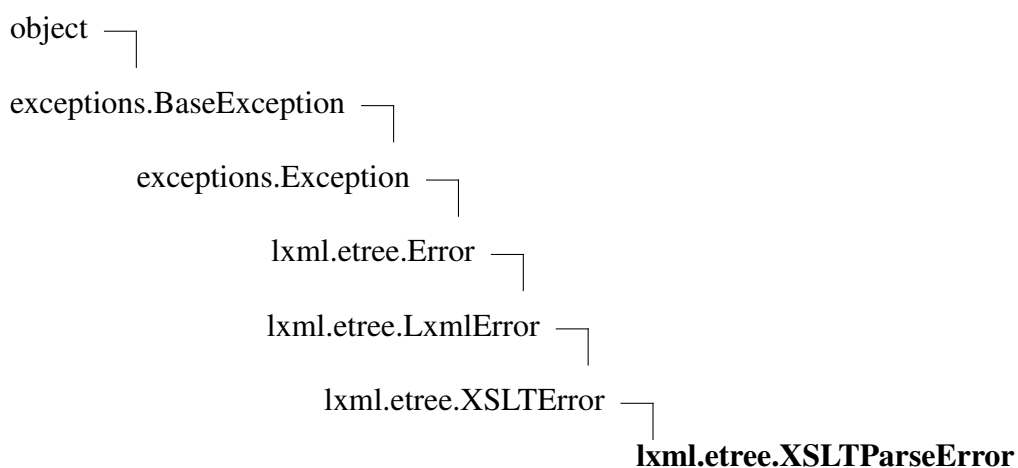 object
exceptions.BaseException
exceptions.Exception
lxml.etree.Error
lxml.etree.LxmlError
lxml.etree.XSLTError
lxml.etree.XSLTParseError